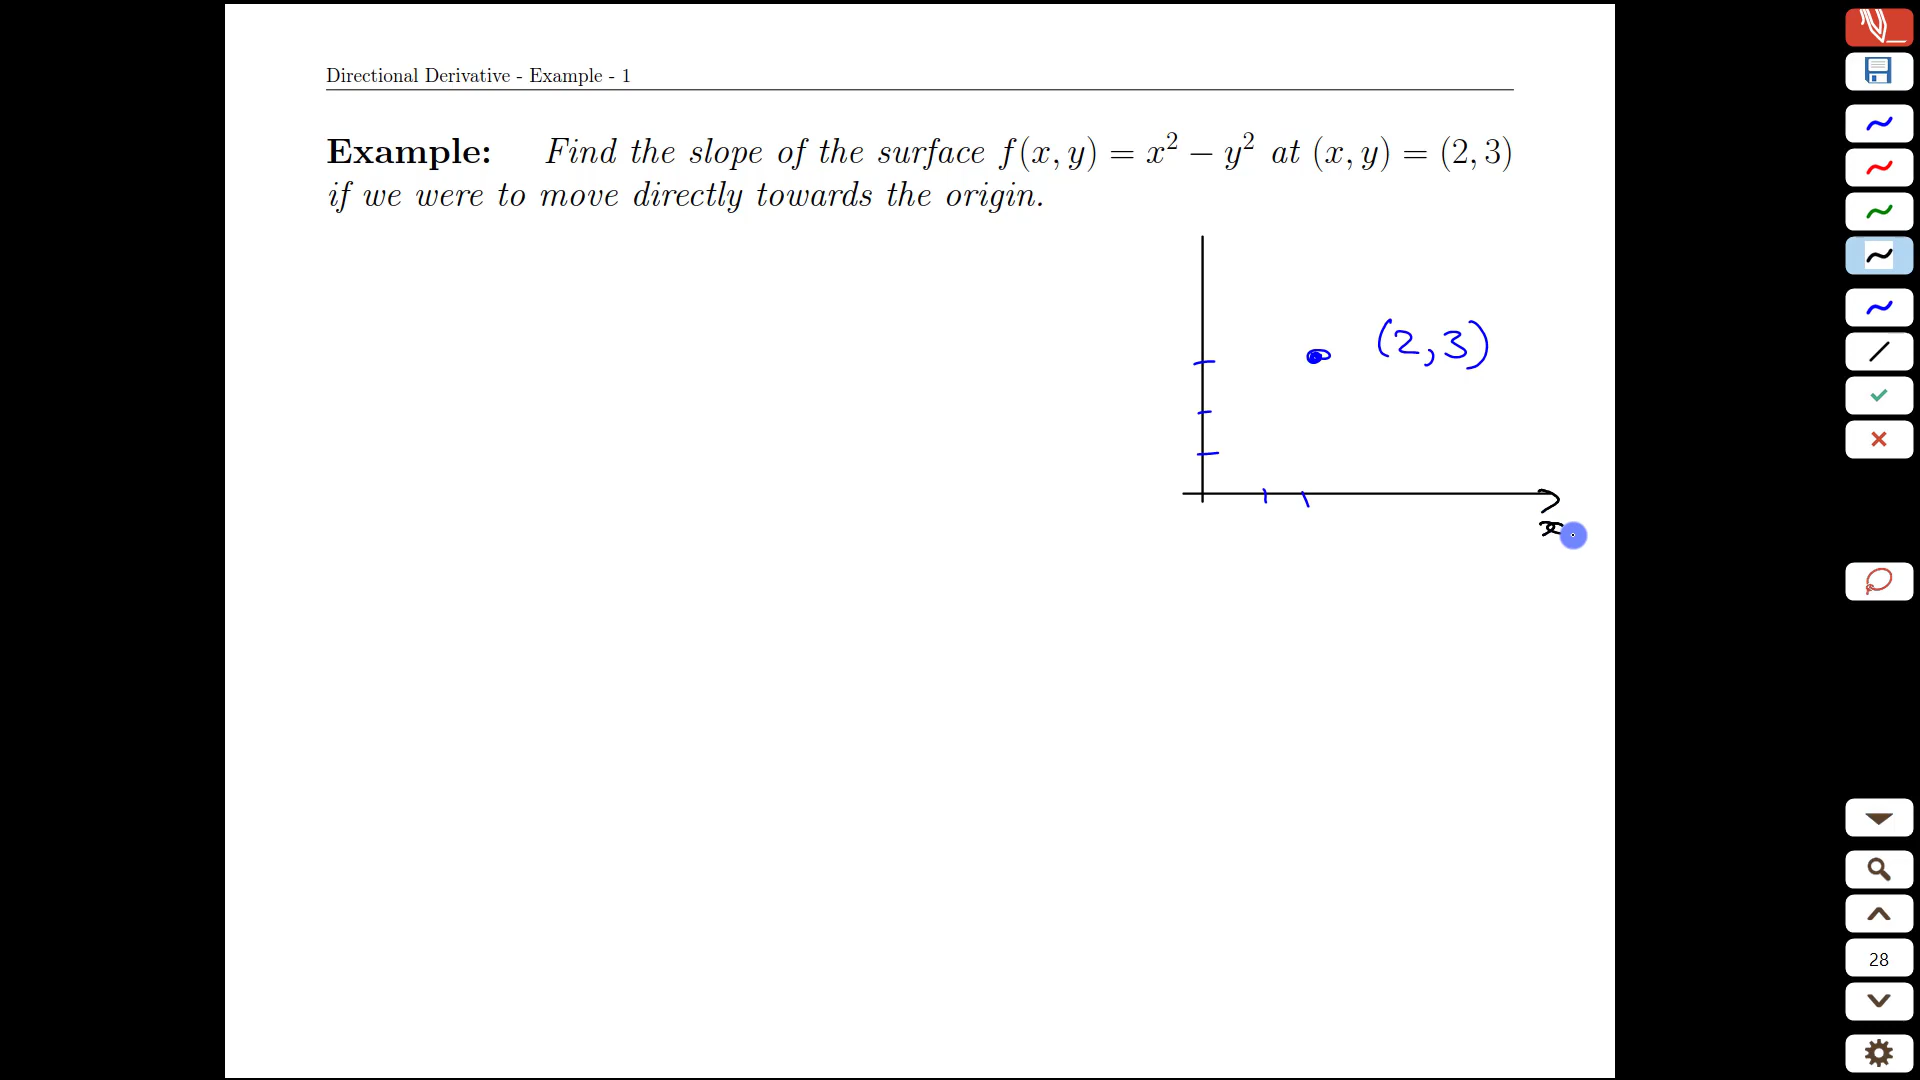 Directional Derivative - Example - 1
Example: Find the slope of the surface f(x, y) = x² − y² at (x, y) = (2, 3)
if we were to move directly towards the origin.
(2,3)
x
28